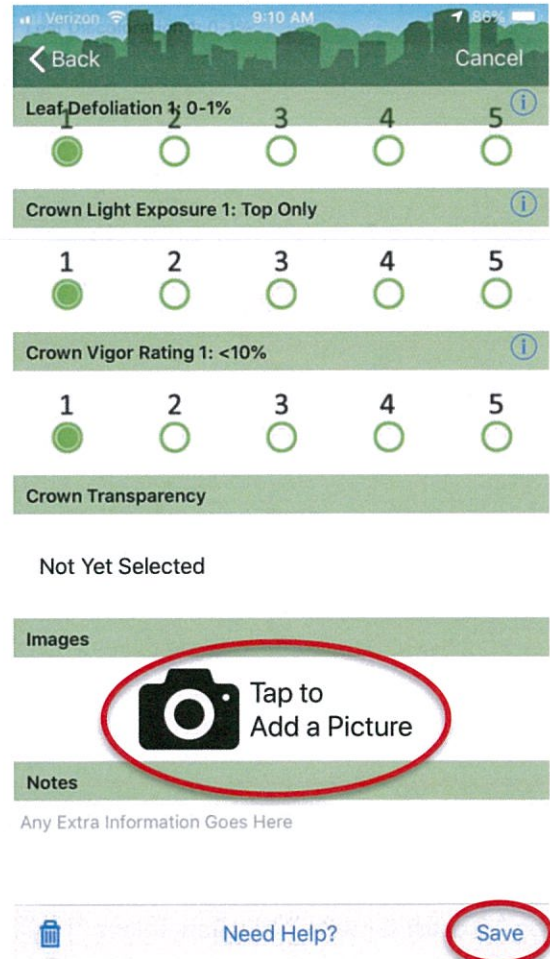 Verizon 9:10 AM 86%
Back Cancel
Leaf Defoliation 1: 0-1%
1 2 3 4 5
Crown Light Exposure 1: Top Only
1 2 3 4 5
Crown Vigor Rating 1: <10%
1 2 3 4 5
Crown Transparency
Not Yet Selected
Images
Tap to
Add a Picture
Notes
Any Extra Information Goes Here
Need Help? Save